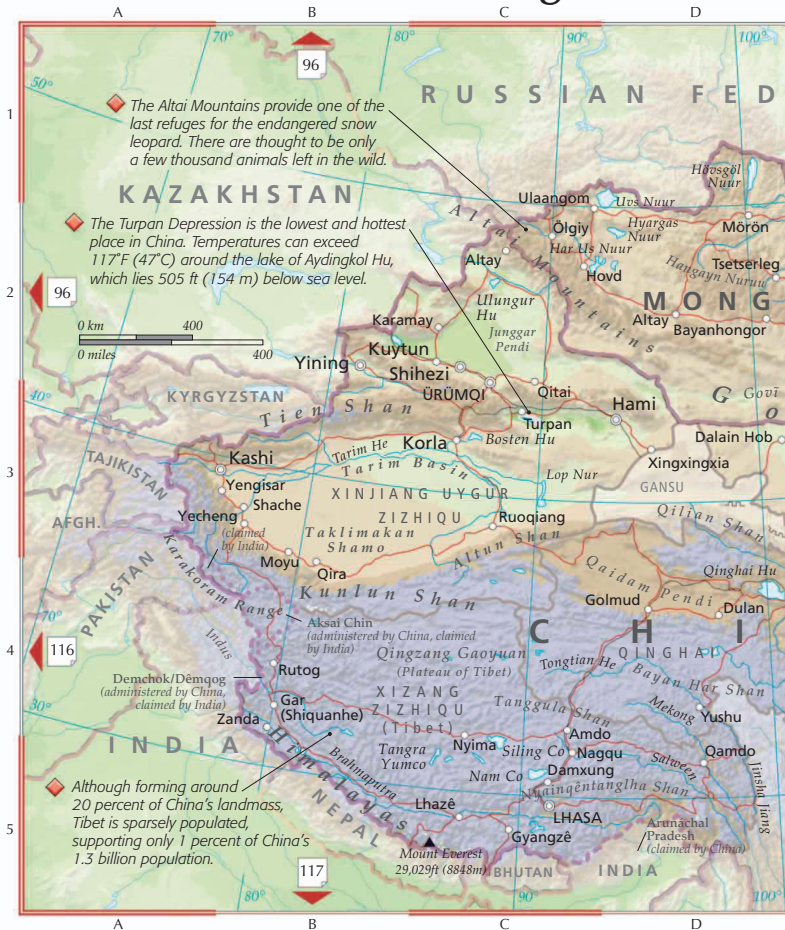 A
B
C
D
70°
80°
90°
100°
96
50°
1
RUSSIAN FED
The Altai Mountains provide one of the
last refuges for the endangered snow
leopard. There are thought to be only
a few thousand animals left in the wild.
Hövsgöl
Nuur
KAZAKHSTAN
Ulaangom
Uvs Nuur
The Turpan Depression is the lowest and hottest
place in China. Temperatures can exceed
117°F (47°C) around the lake of Aydingkol Hu,
which lies 505 ft (154 m) below sea level.
Altai Mountains
Ölgiy
Hyargas
Nuur
Mörön
Har Us Nuur
Altay
Hovd
Hangayn Nuruu
Tsetserleg
96
2
Ulungur
Hu
MONG
Altay
Bayanhongor
0 km
400
0 miles
400
Karamay
Junggar
Pendi
Kuytun
Yining
Shihezi
ÜRÜMQI
Qitai
40°
KYRGYZSTAN
Tien Shan
Hami
Govĭ
Go
Turpan
Bosten Hu
Dalain Hob
Korla
Kashi
Tarim He
Tarim Basin
Xingxingxia
3
TAJIKISTAN
Yengisar
Lop Nur
GANSU
Shache
XINJIANG UYGUR
ZIZHIQU
Yecheng
(claimed
by India)
Ruoqiang
Qilian Shan
AFGH.
Taklimakan
Shamo
Altun Shan
Moyu
Qira
Qaidam Pendi
Qinghai Hu
PAKISTAN
Karakoram Range
Kunlun Shan
Golmud
Dulan
70°
Aksai Chin
(administered by China, claimed
by India)
CHI
116
4
Indus
Qingzang Gaoyuan
(Plateau of Tibet)
QINGHAI
Tongtian He
Rutog
Bayan Har Shan
Demchok/Dêmqog
(administered by China,
claimed by India)
XIZANG
ZIZHIQU
(Tibet)
Gar
(Shiquanhe)
Tanggula Shan
Mekong
Yushu
30°
Zanda
Amdo
INDIA
Himalayas
Tangra
Yumco
Nyima
Siling Co
Nagqu
Salween
Qamdo
Although forming around
20 percent of China's landmass,
Tibet is sparsely populated,
supporting only 1 percent of China's
1.3 billion population.
Brahmaputra
Nam Co
Damxung
Jinsha Jiang
Nyainqêntanglha Shan
Lhazê
LHASA
Arunachal
Pradesh
(claimed by China)
5
NEPAL
Gyangzê
Mount Everest
29,029ft (8848m)
BHUTAN
INDIA
117
80°
90°
100°
A
B
C
D